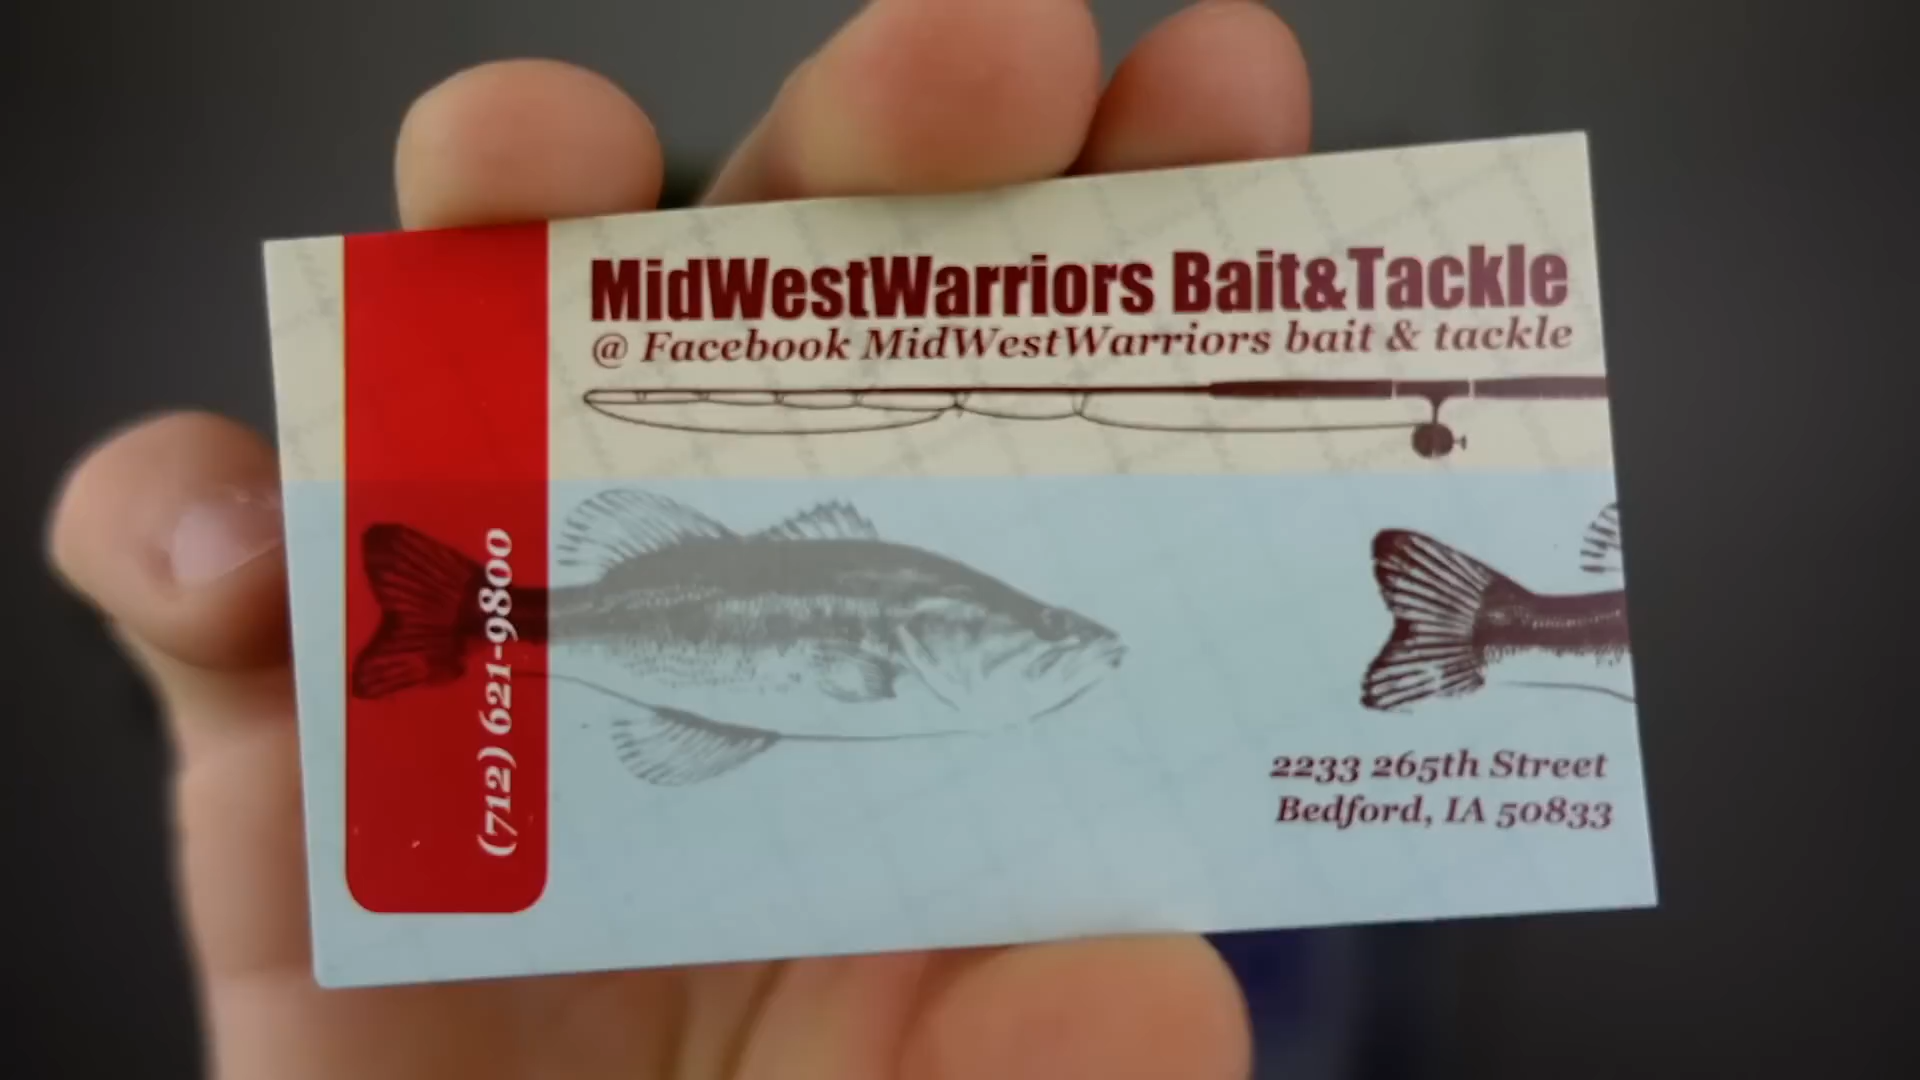 MidWestWarriors Bait&Tackle
@ Facebook MidWestWarriors bait & tackle
(712) 621-9800
2233 265th Street
Bedford, IA 50833